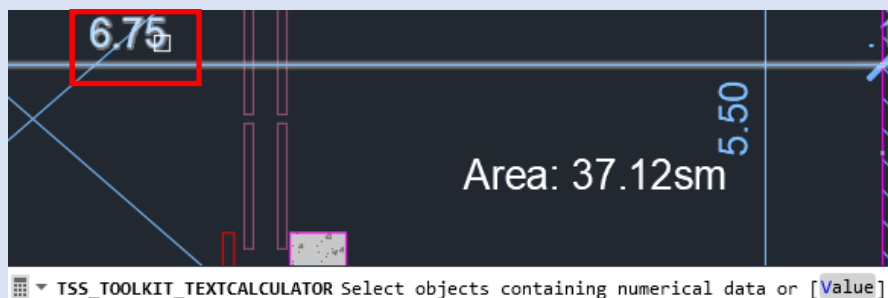 6.75
5.50
Area: 37.12sm
TSS_TOOLKIT_TEXTCALCULATOR Select objects containing numerical data or [Value]